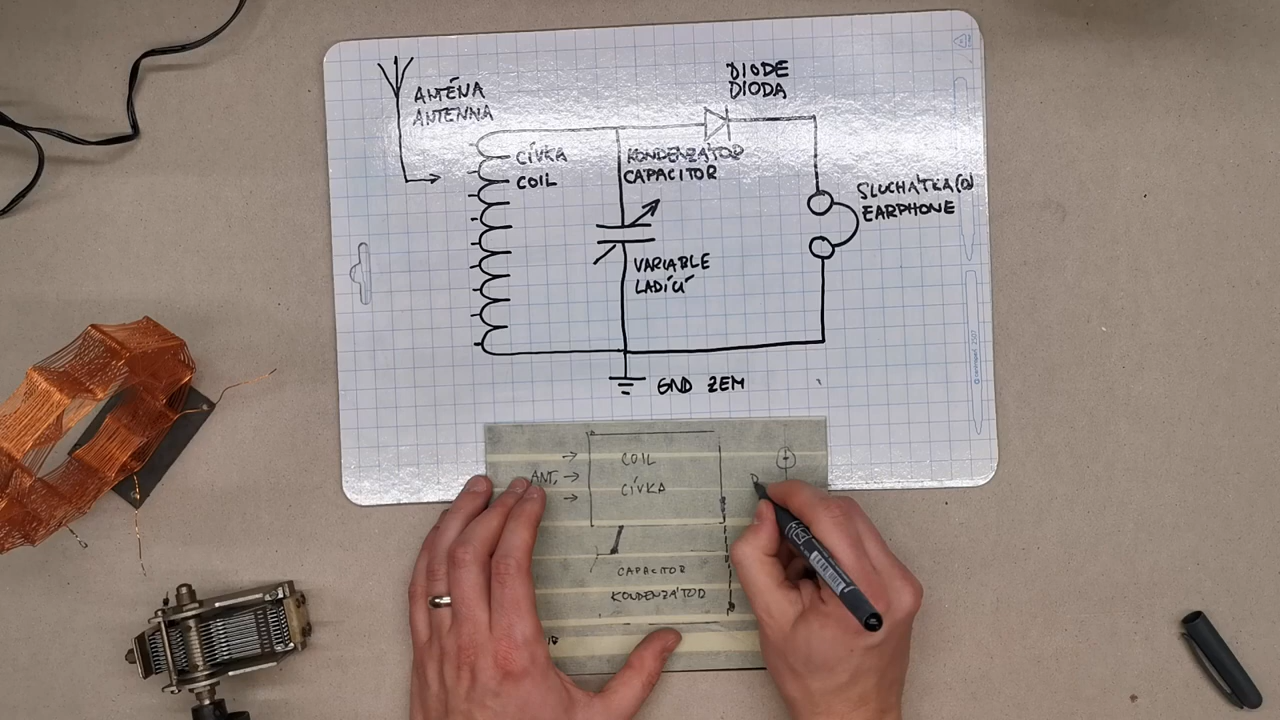 ANTÉNA
ANTENNA
DIODE
DIODA
CÍVKA
COIL
KONDENZÁTOR
CAPACITOR
SLUCHÁTKA(O)
EARPHONE
VARIABLE
LADÍCÍ
GND ZEM
COIL
ANT.
CÍVKA
CAPACITOR
KONDENZÁTOR